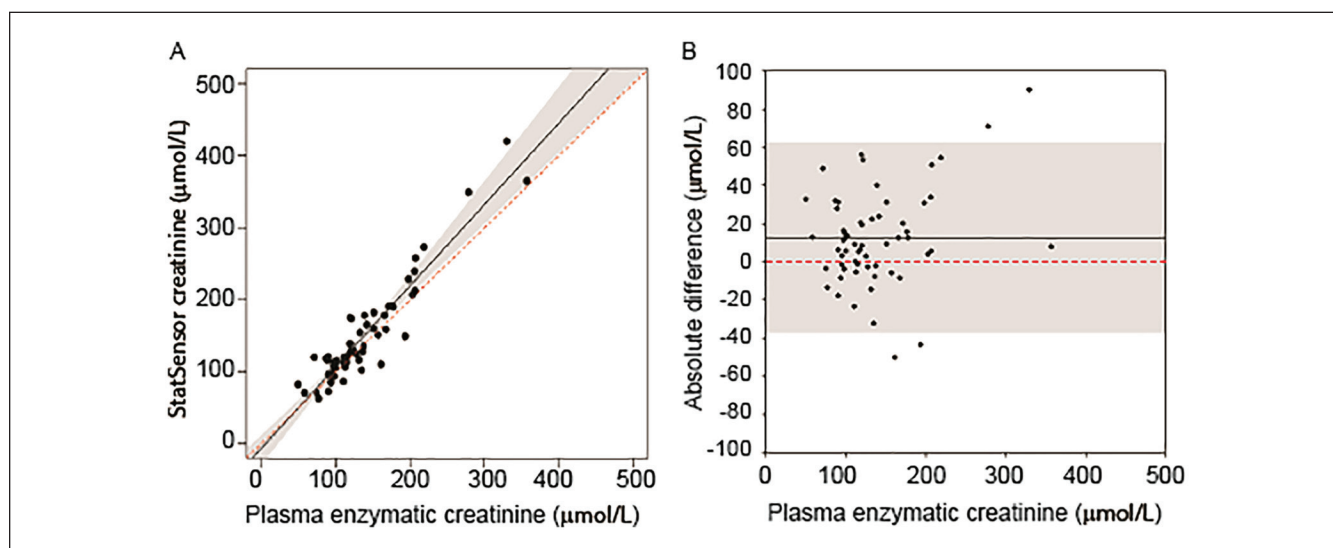 A
StatSensor creatinine (μmol/L)
500
400
300
200
100
0
0 100 200 300 400 500
Plasma enzymatic creatinine (μmol/L)
B
Absolute difference (μmol/L)
100
80
60
40
20
0
-20
-40
-60
-80
-100
0 100 200 300 400 500
Plasma enzymatic creatinine (μmol/L)